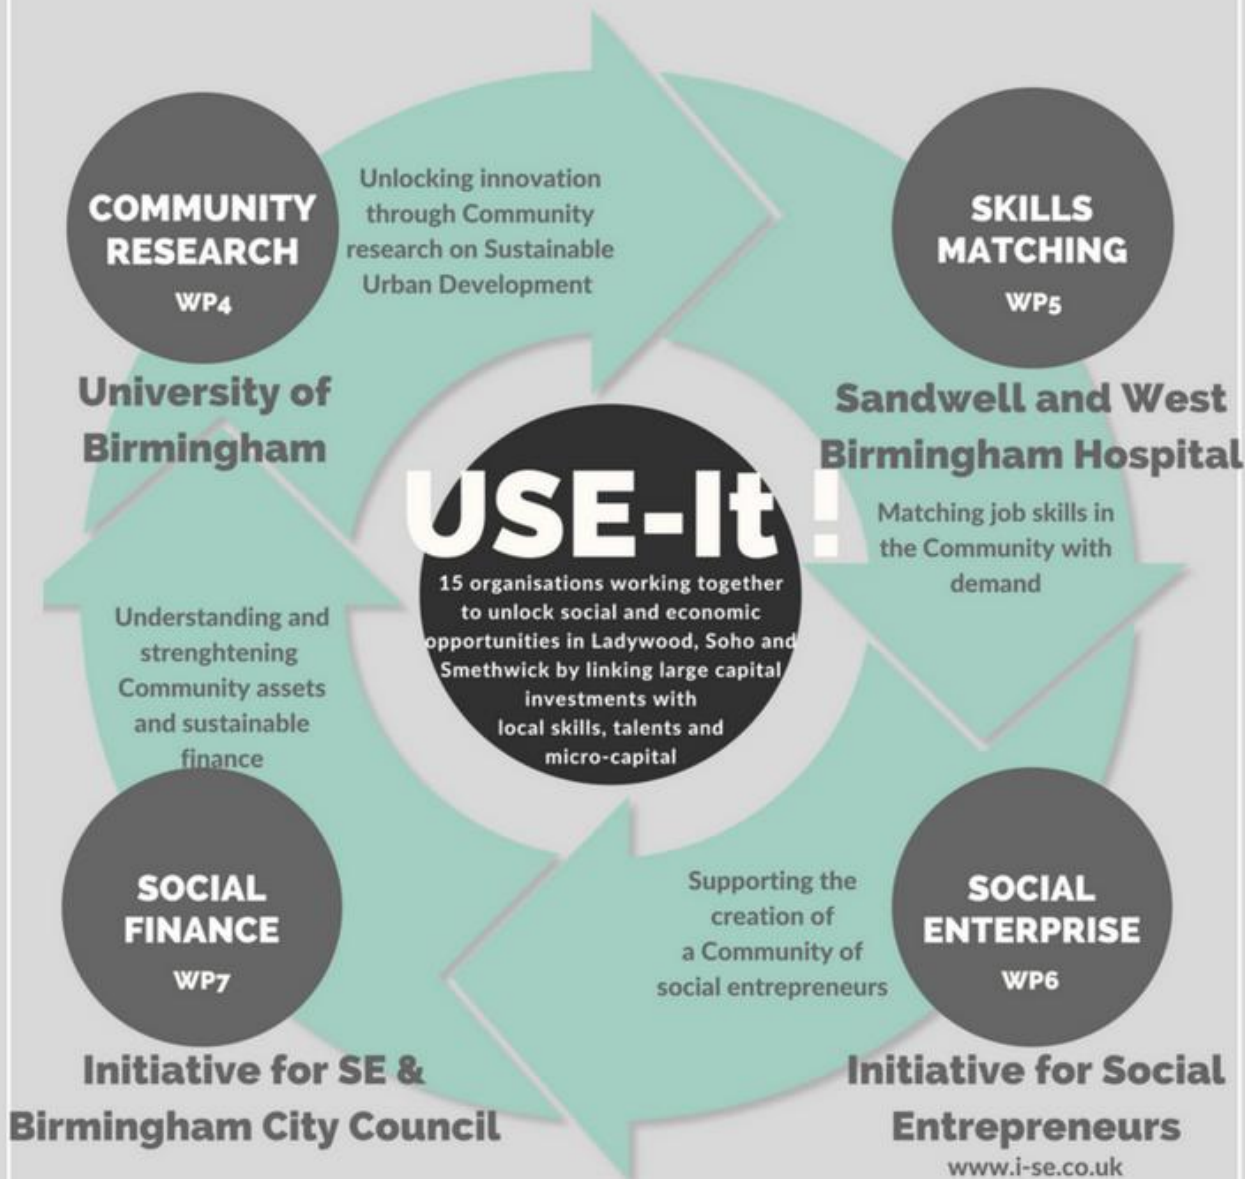 COMMUNITY
RESEARCH
WP4
University of
Birmingham
Unlocking innovation
through Community
research on Sustainable
Urban Development
SKILLS
MATCHING
WP5
Sandwell and West
Birmingham Hospital
Matching job skills in
the Community with
demand
USE-It !
15 organisations working together
to unlock social and economic
opportunities in Ladywood, Soho and
Smethwick by linking large capital
investments with
local skills, talents and
micro-capital
SOCIAL
ENTERPRISE
WP6
Initiative for Social
Entrepreneurs
www.i-se.co.uk
Supporting the
creation of
a Community of
social entrepreneurs
SOCIAL
FINANCE
WP7
Initiative for SE &
Birmingham City Council
Understanding and
strenghtening
Community assets
and sustainable
finance